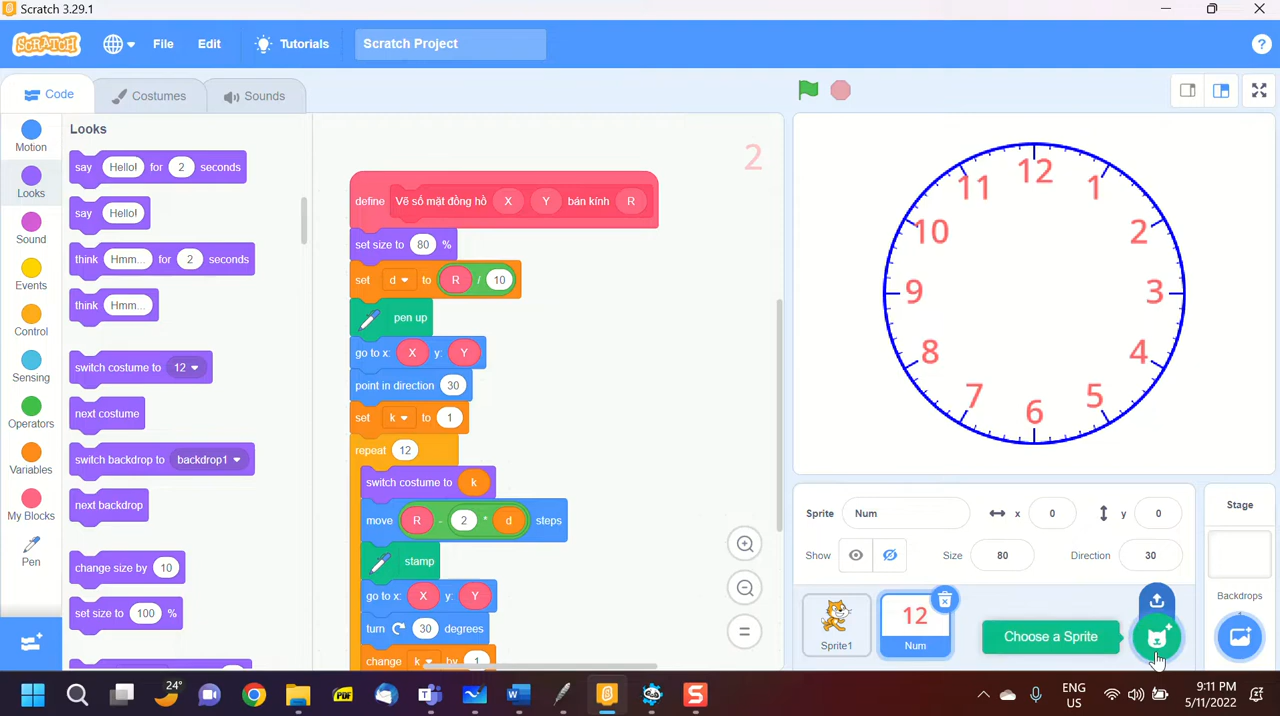 Scratch 3.29.1
SCRATCH
File
Edit
Tutorials
Scratch Project
?
Code
Costumes
Sounds
Motion
Looks
Sound
Events
Control
Sensing
Operators
Variables
My Blocks
Pen
Looks
say Hello! for 2 seconds
say Hello!
think Hmm... for 2 seconds
think Hmm...
switch costume to 12
next costume
switch backdrop to backdrop1
next backdrop
change size by 10
set size to 100 %
2
define Vẽ số mặt đồng hồ X Y bán kính R
set size to 80 %
set d to R / 10
pen up
go to x: X y: Y
point in direction 30
set k to 1
repeat 12
switch costume to k
move R - 2 * d steps
stamp
go to x: X y: Y
turn 30 degrees
change k by 1
12
11
1
10
2
9
3
8
4
7
5
6
Sprite Num x 0 y 0
Show Size 80 Direction 30
Sprite1
12
Num
Choose a Sprite
Stage
Backdrops
24°
PDF
ENG
US
9:11 PM
5/11/2022